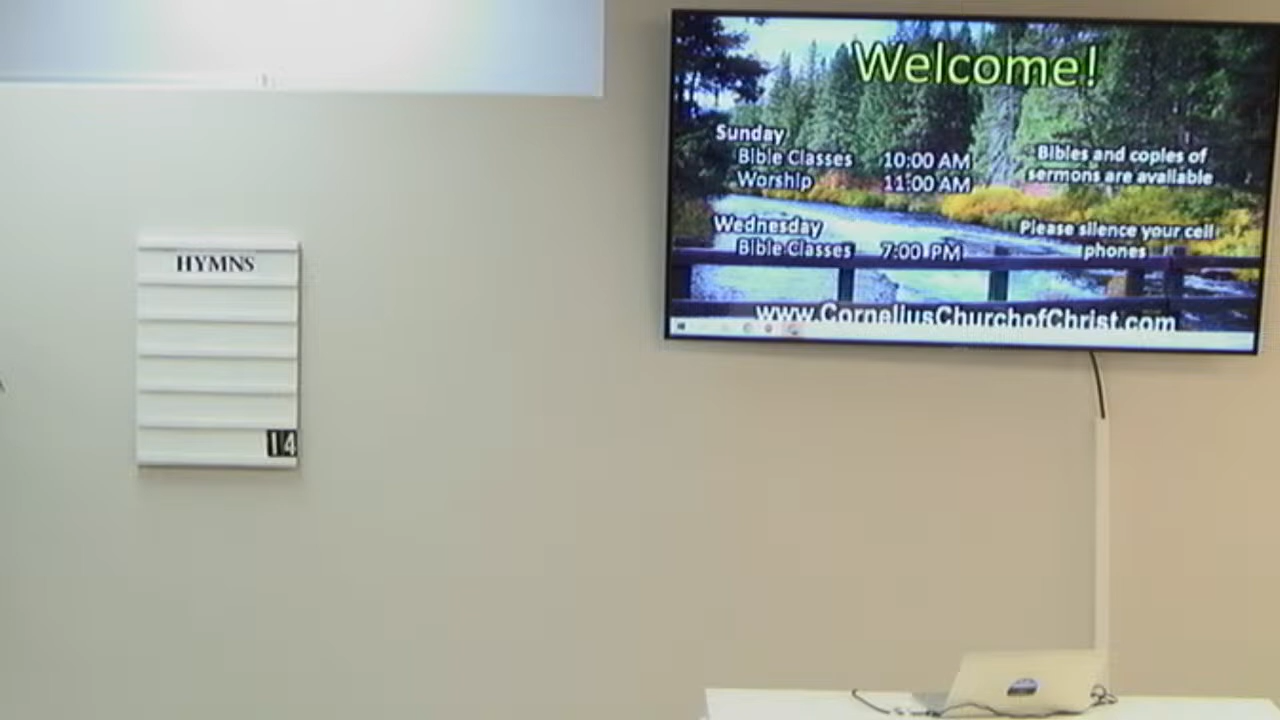 HYMNS
14
Welcome!
Sunday
Bible Classes 10:00 AM
Worship 11:00 AM
Wednesday
Bible Classes 7:00 PM
Bibles and copies of
sermons are available
Please silence your cell
phones
www.CorneliusChurchofChrist.com